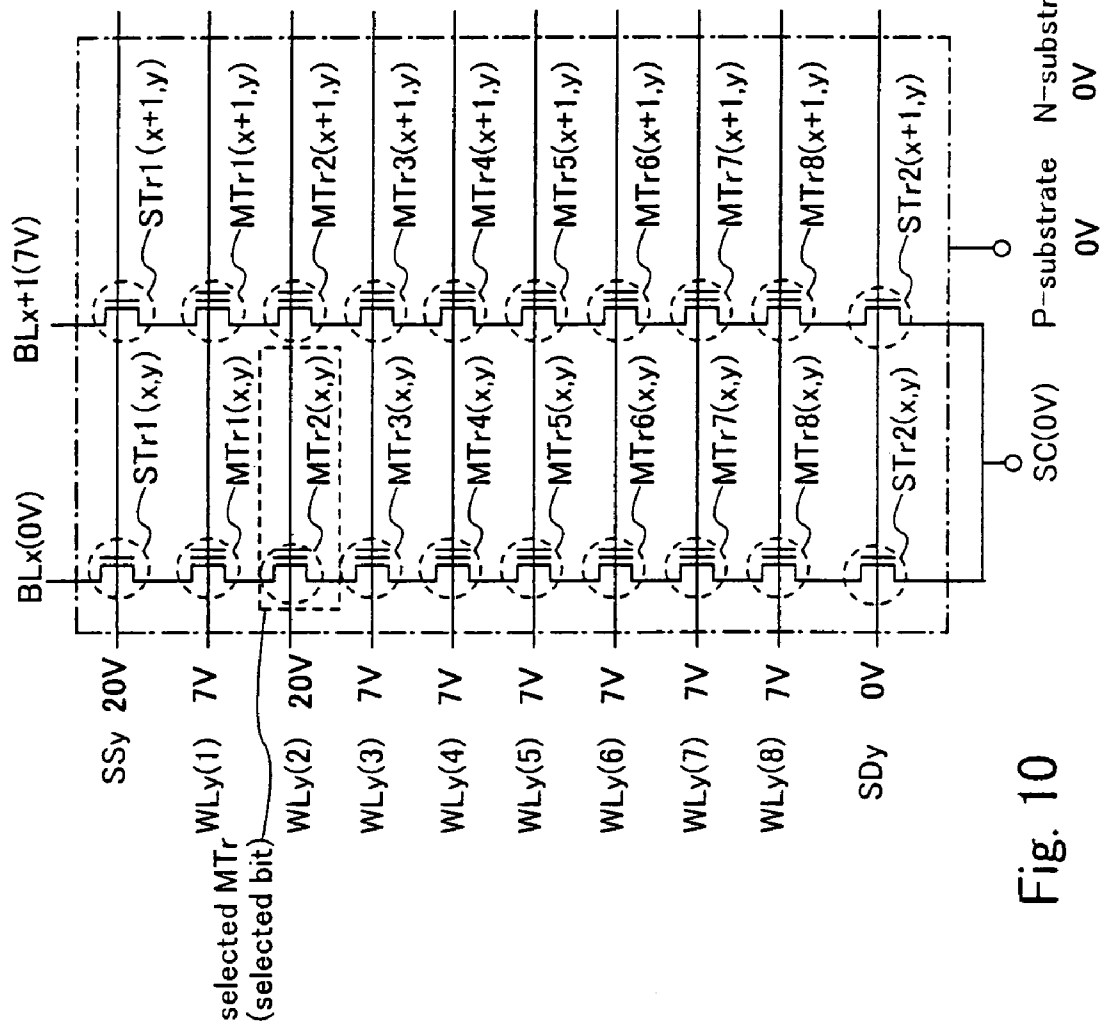 BLx(0V) BLx+1(7V)
SSy 20V STr1(x,y) STr1(x+1,y)
WLy(1) 7V MTr1(x,y) MTr1(x+1,y)
selected MTr
(selected bit)
WLy(2) 20V MTr2(x,y) MTr2(x+1,y)
WLy(3) 7V MTr3(x,y) MTr3(x+1,y)
WLy(4) 7V MTr4(x,y) MTr4(x+1,y)
WLy(5) 7V MTr5(x,y) MTr5(x+1,y)
WLy(6) 7V MTr6(x,y) MTr6(x+1,y)
WLy(7) 7V MTr7(x,y) MTr7(x+1,y)
WLy(8) 7V MTr8(x,y) MTr8(x+1,y)
SDy 0V STr2(x,y) STr2(x+1,y)
SC(0V) P-substrate N-substr
0V 0V
Fig. 10